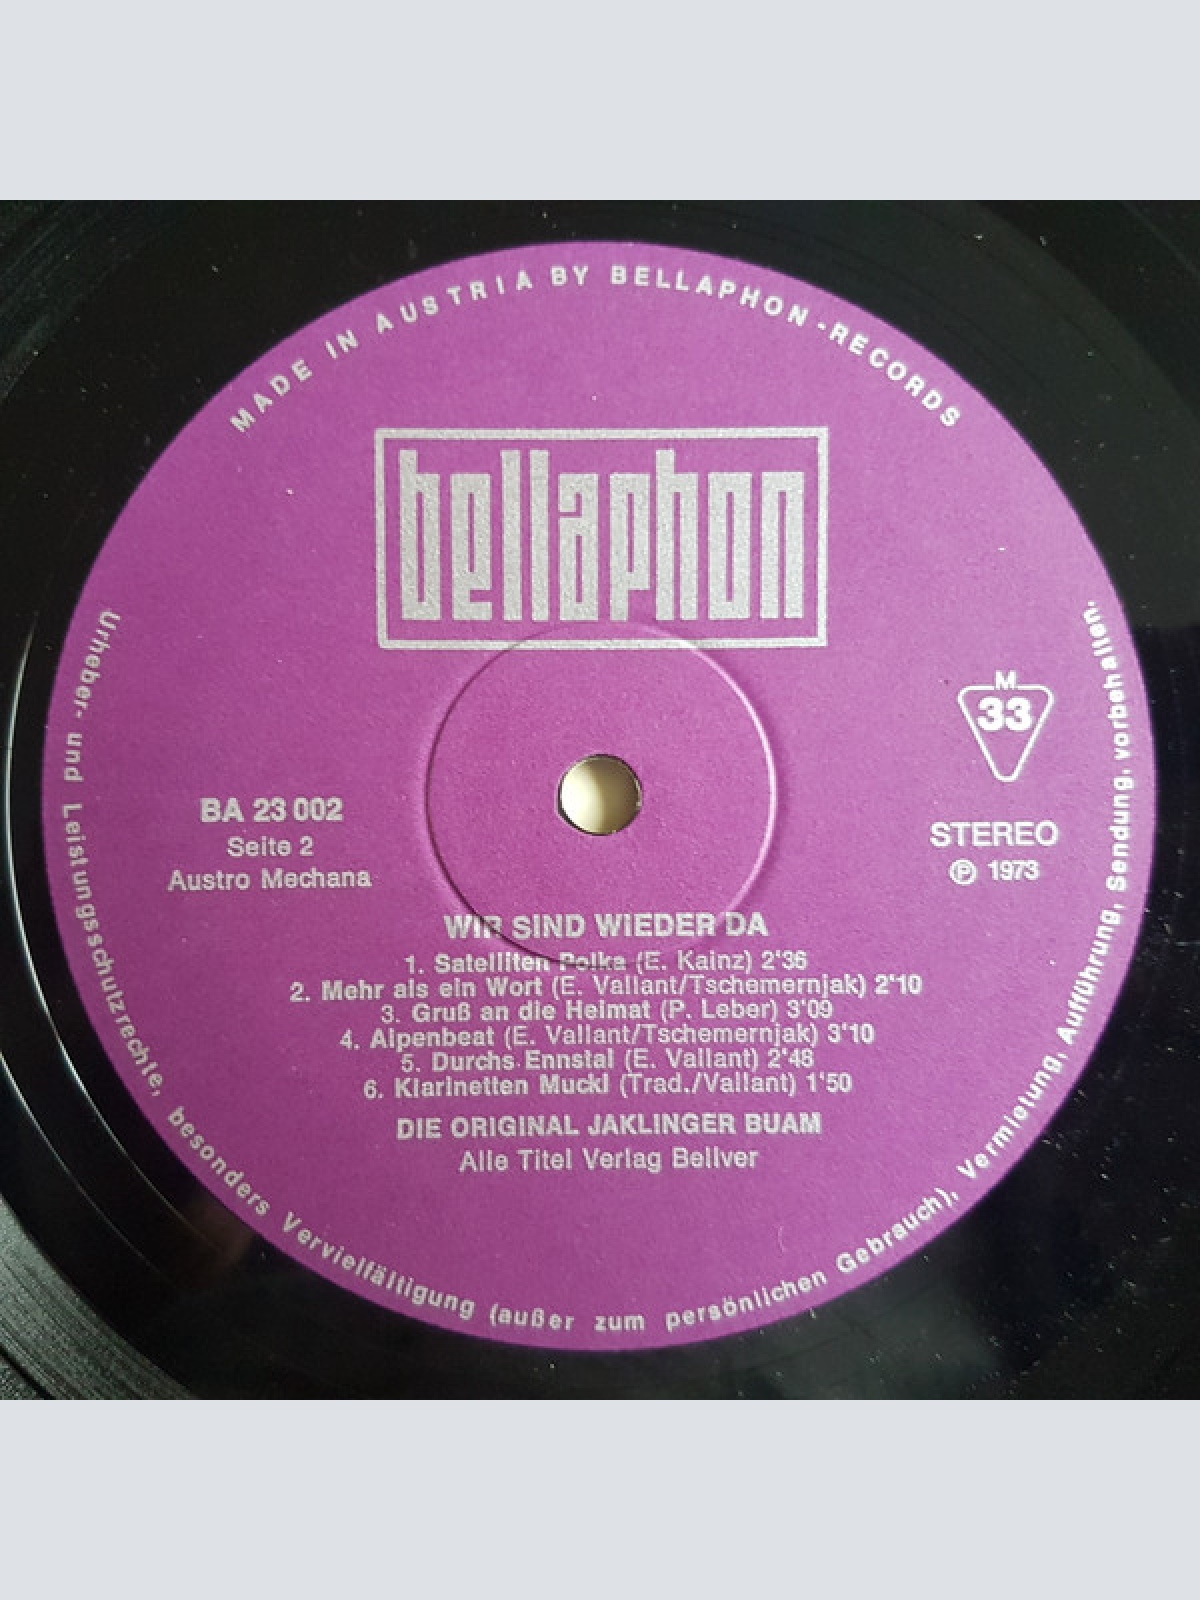 MADE IN AUSTRIA BY BELLAPHON-RECORDS
bellaphon
M
33
BA 23 002
Seite 2
Austro Mechana
STEREO
Ⓟ 1973
WIR SIND WIEDER DA
1. Satelliten Polka (E. Kainz) 2'36
2. Mehr als ein Wort (E. Vallant/Tschemernjak) 2'10
3. Gruß an die Heimat (P. Leber) 3'09
4. Alpenbeat (E. Vallant/Tschemernjak) 3'10
5. Durchs Ennstal (E. Vallant) 2'48
6. Klarinetten Muckl (Trad./Vallant) 1'50
DIE ORIGINAL JAKLINGER BUAM
Alle Titel Verlag Bellver
Urheber- und Leistungsschutzrechte, besonders Vervielfältigung (außer zum persönlichen Gebrauch), Vermietung, Aufführung, Sendung, vorbehalten.